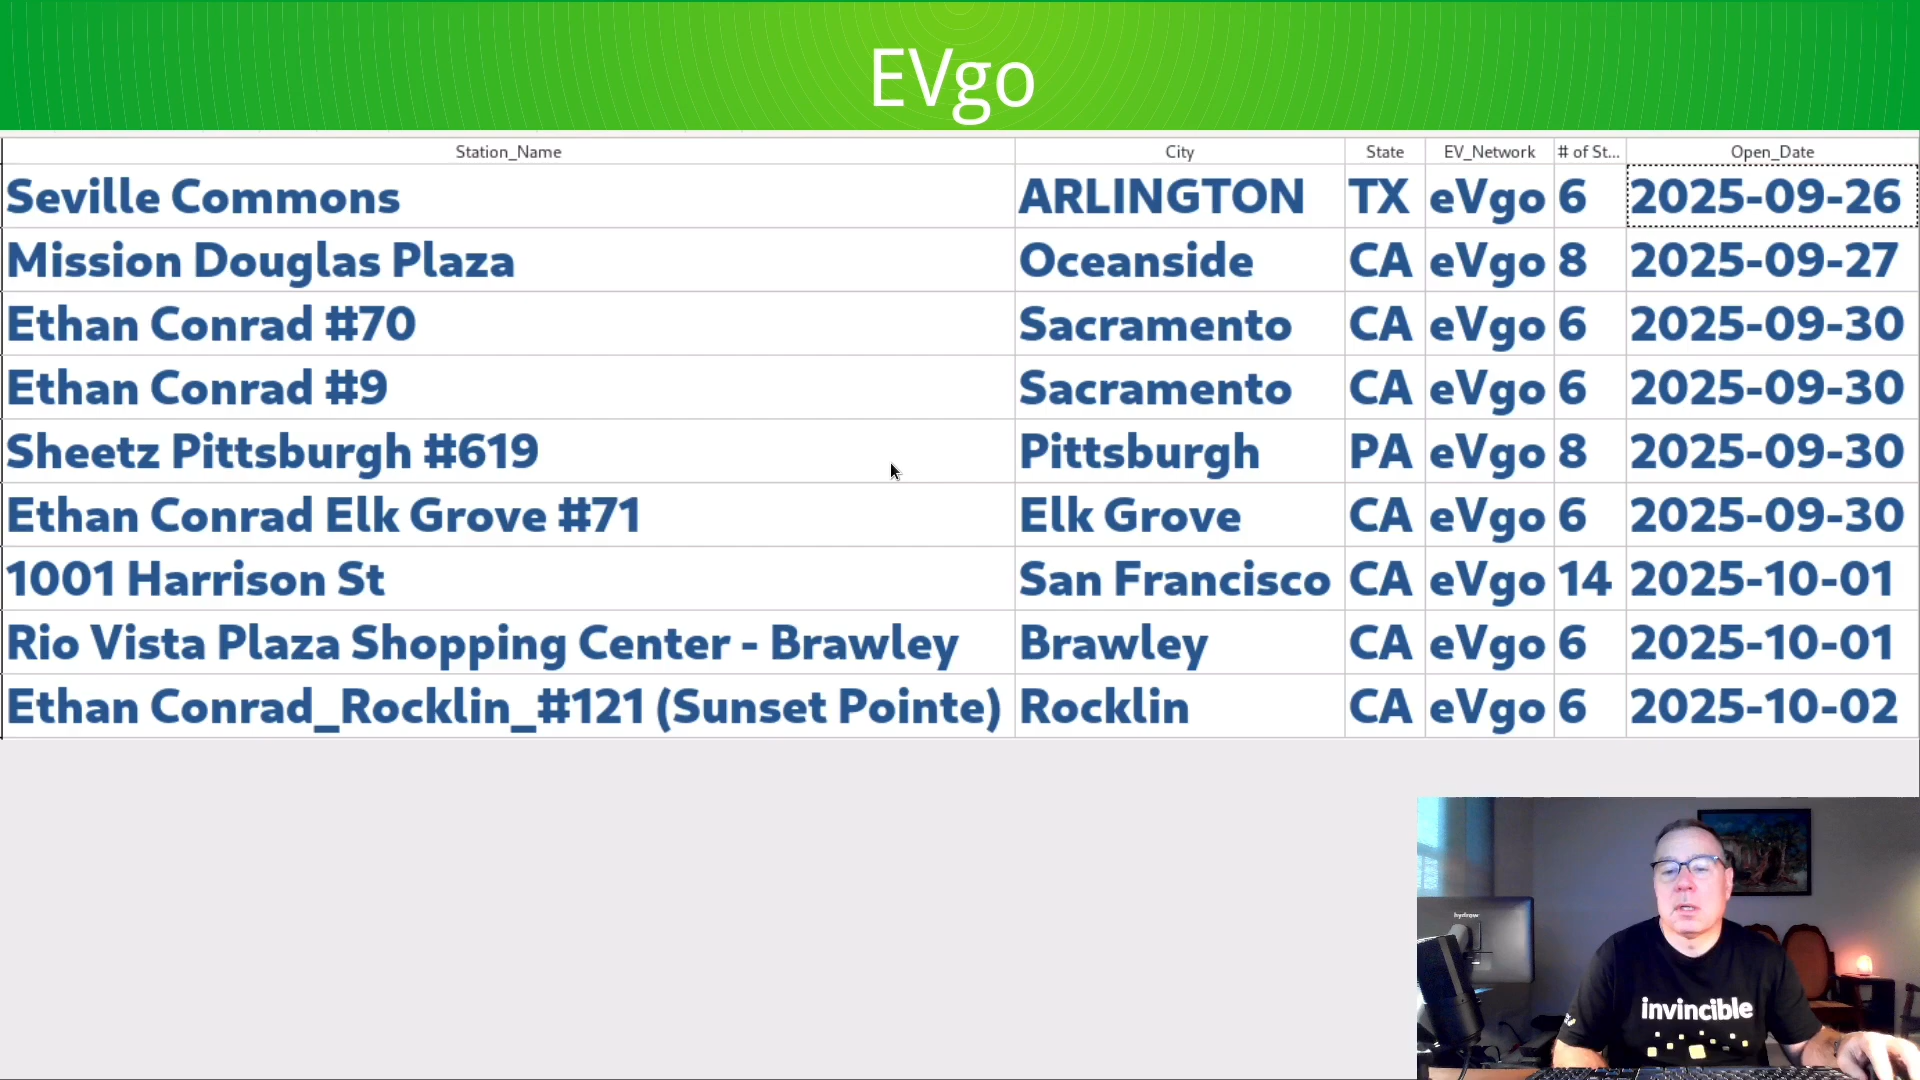 EVgo
Station_Name City State EV_Network # of St... Open_Date
Seville Commons ARLINGTON TX eVgo 6 2025-09-26
Mission Douglas Plaza Oceanside CA eVgo 8 2025-09-27
Ethan Conrad #70 Sacramento CA eVgo 6 2025-09-30
Ethan Conrad #9 Sacramento CA eVgo 6 2025-09-30
Sheetz Pittsburgh #619 Pittsburgh PA eVgo 8 2025-09-30
Ethan Conrad Elk Grove #71 Elk Grove CA eVgo 6 2025-09-30
1001 Harrison St San Francisco CA eVgo 14 2025-10-01
Rio Vista Plaza Shopping Center - Brawley Brawley CA eVgo 6 2025-10-01
Ethan Conrad_Rocklin_#121 (Sunset Pointe) Rocklin CA eVgo 6 2025-10-02
hydrow
invincible